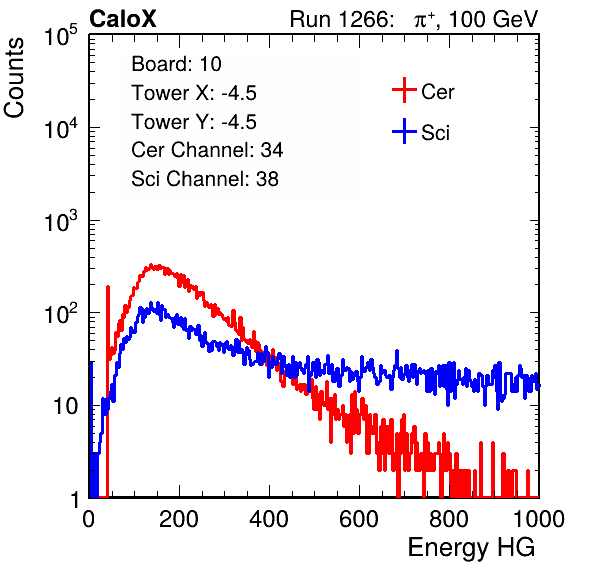 CaloX Run 1266: π⁺, 100 GeV
Counts
10⁵
10⁴
10³
10²
10
1
Board: 10
Tower X: -4.5
Tower Y: -4.5
Cer Channel: 34
Sci Channel: 38
Cer
Sci
0 200 400 600 800 1000
Energy HG